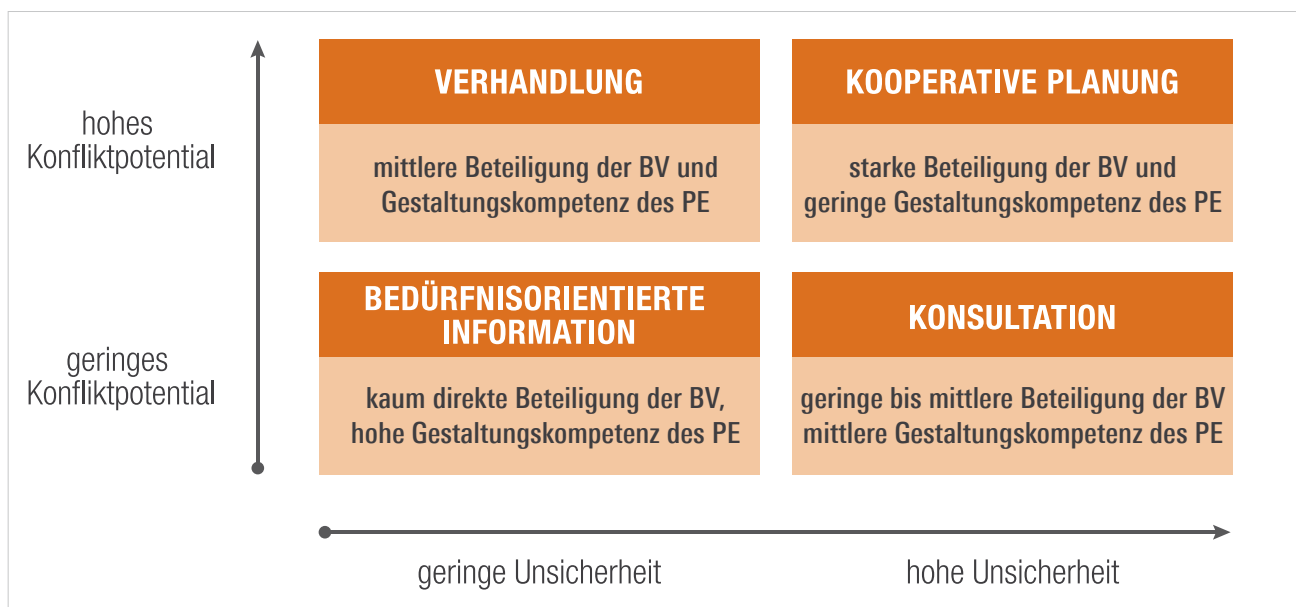 hohes
Konfliktpotential
VERHANDLUNG
mittlere Beteiligung der BV und
Gestaltungskompetenz des PE
KOOPERATIVE PLANUNG
starke Beteiligung der BV und
geringe Gestaltungskompetenz des PE
geringes
Konfliktpotential
BEDÜRFNISORIENTIERTE
INFORMATION
kaum direkte Beteiligung der BV,
hohe Gestaltungskompetenz des PE
KONSULTATION
geringe bis mittlere Beteiligung der BV
mittlere Gestaltungskompetenz des PE
geringe Unsicherheit
hohe Unsicherheit